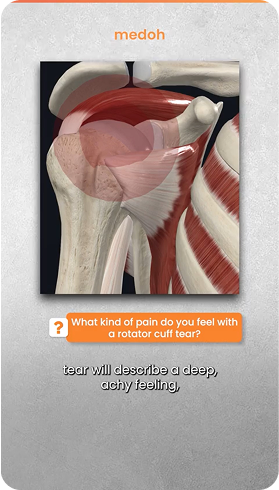 medoh
? What kind of pain do you feel with
a rotator cuff tear?
tear will describe a deep,
achy feeling,